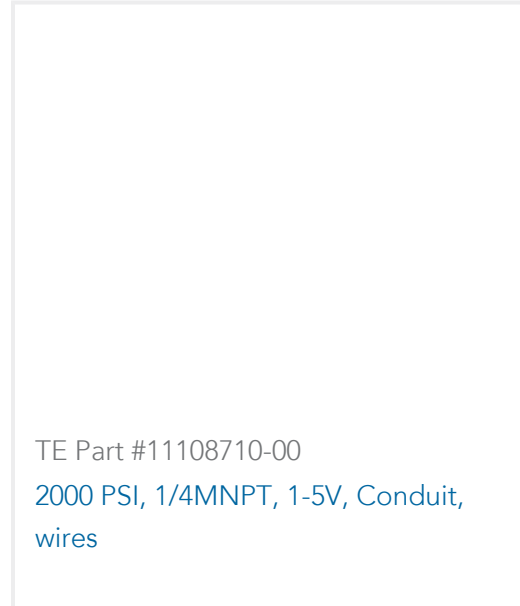 TE Part #11108710-00
2000 PSI, 1/4MNPT, 1-5V, Conduit,
wires